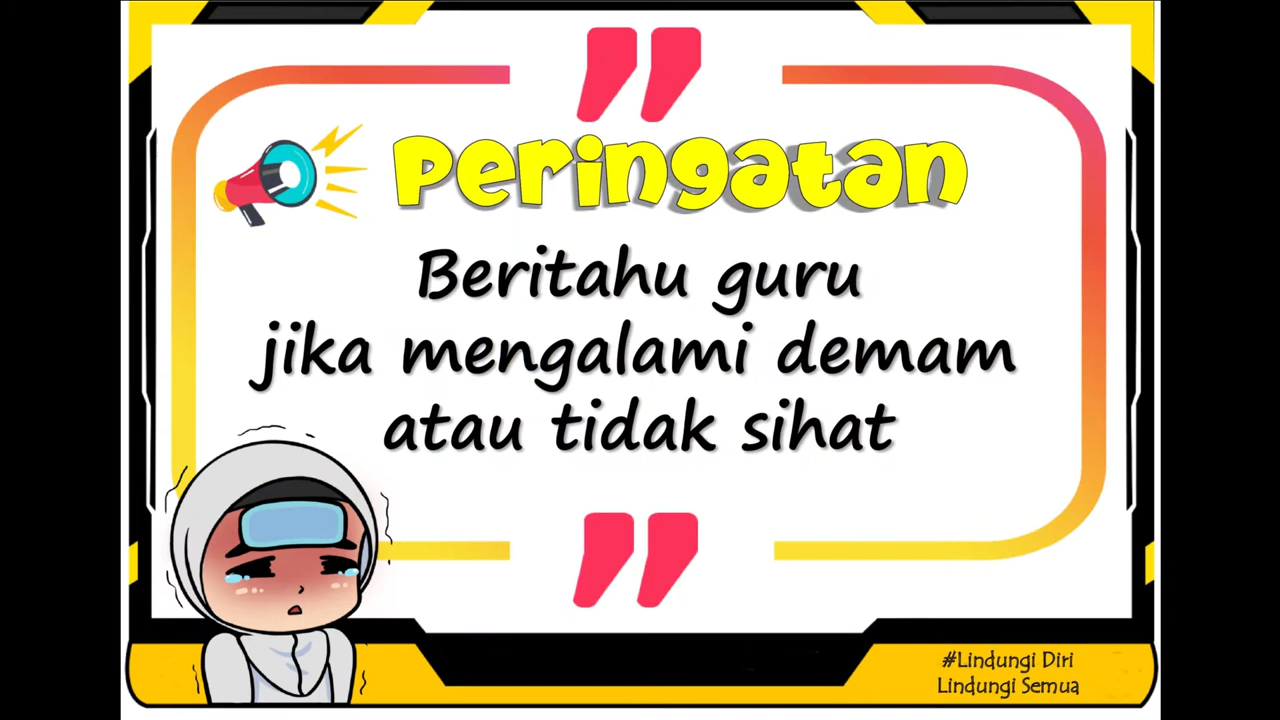 Peringatan
Beritahu guru
jika mengalami demam
atau tidak sihat
#Lindungi Diri
Lindungi Semua